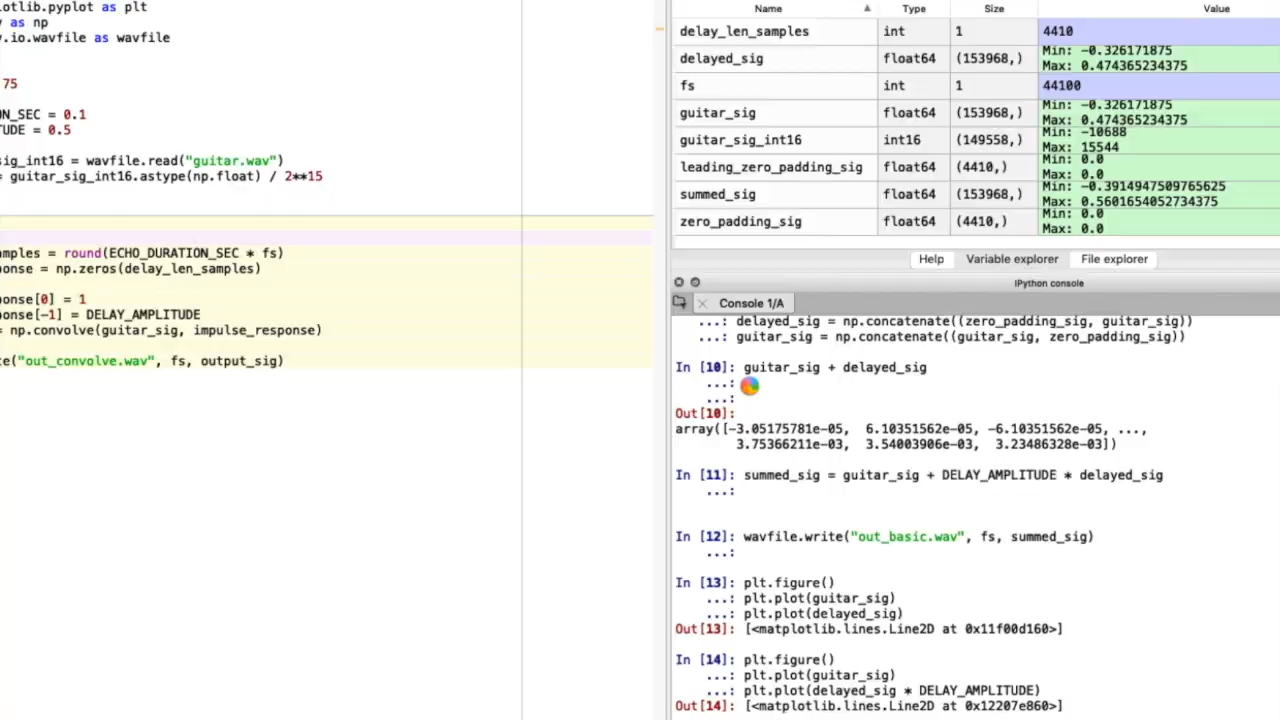 otlib.pyplot as plt
y as np
y.io.wavfile as wavfile
75
N_SEC = 0.1
TUDE = 0.5
sig_int16 = wavfile.read("guitar.wav")
= guitar_sig_int16.astype(np.float) / 2**15
amples = round(ECHO_DURATION_SEC * fs)
ponse = np.zeros(delay_len_samples)
ponse[0] = 1
ponse[-1] = DELAY_AMPLITUDE
= np.convolve(guitar_sig, impulse_response)
te("out_convolve.wav", fs, output_sig)
Name Type Size Value
delay_len_samples int 1 4410
delayed_sig float64 (153968,) Min: -0.326171875
Max: 0.474365234375
fs int 1 44100
guitar_sig float64 (153968,) Min: -0.326171875
Max: 0.474365234375
guitar_sig_int16 int16 (149558,) Min: -10688
Max: 15544
leading_zero_padding_sig float64 (4410,) Min: 0.0
Max: 0.0
summed_sig float64 (153968,) Min: -0.3914947509765625
Max: 0.5601654052734375
zero_padding_sig float64 (4410,) Min: 0.0
Max: 0.0
Help Variable explorer File explorer
IPython console
Console 1/A
...: delayed_sig = np.concatenate((zero_padding_sig, guitar_sig))
...: guitar_sig = np.concatenate((guitar_sig, zero_padding_sig))
In [10]: guitar_sig + delayed_sig
...:
...:
Out[10]:
array([-3.05175781e-05, 6.10351562e-05, -6.10351562e-05, ...,
3.75366211e-03, 3.54003906e-03, 3.23486328e-03])
In [11]: summed_sig = guitar_sig + DELAY_AMPLITUDE * delayed_sig
...:
In [12]: wavfile.write("out_basic.wav", fs, summed_sig)
...:
In [13]: plt.figure()
...: plt.plot(guitar_sig)
...: plt.plot(delayed_sig)
Out[13]: [<matplotlib.lines.Line2D at 0x11f00d160>]
In [14]: plt.figure()
...: plt.plot(guitar_sig)
...: plt.plot(delayed_sig * DELAY_AMPLITUDE)
Out[14]: [<matplotlib.lines.Line2D at 0x12207e860>]